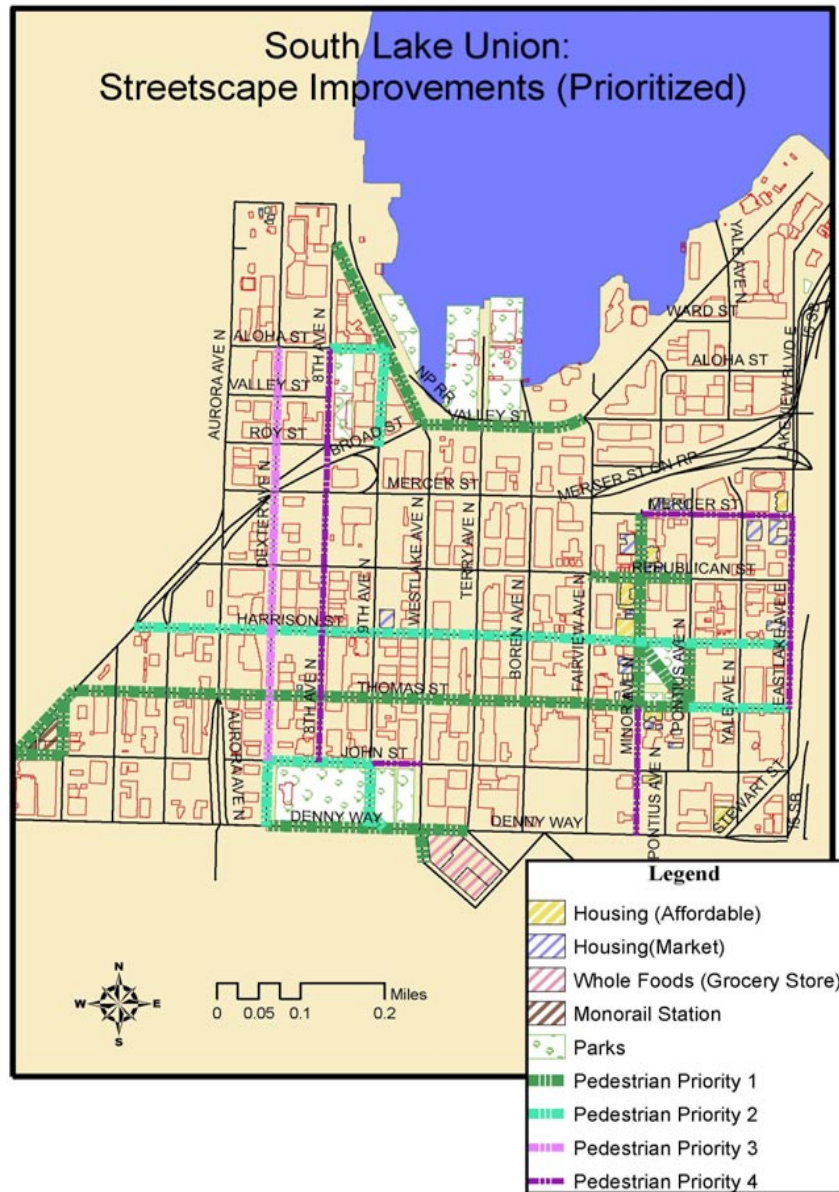 South Lake Union:
Streetscape Improvements (Prioritized)
YALE AVE N
WARD ST
I5 SB
ALOHA ST
8TH AVE N
ALOHA ST
LAKEVIEW BLVD E
AURORA AVE N
VALLEY ST
NP RR
VALLEY ST
ROY ST
BROAD ST
MERCER ST
MERCER ST ON RP
MERCER ST
DEXTER AVE N
WESTLAKE AVE N
TERRY AVE N
REPUBLICAN ST
9TH AVE N
BOREN AVE N
FAIRVIEW AVE N
HARRISON ST
8TH AVE N
MINOR AVE N
PONTIUS AVE N
YALE AVE N
EASTLAKE AVE E
THOMAS ST
AURORA AVE N
JOHN ST
PONTIUS AVE N
STEWART ST
I5 SB
DENNY WAY
DENNY WAY
N
W
E
S
Miles
0
0.05
0.1
0.2
Legend
Housing (Affordable)
Housing(Market)
Whole Foods (Grocery Store)
Monorail Station
Parks
Pedestrian Priority 1
Pedestrian Priority 2
Pedestrian Priority 3
Pedestrian Priority 4